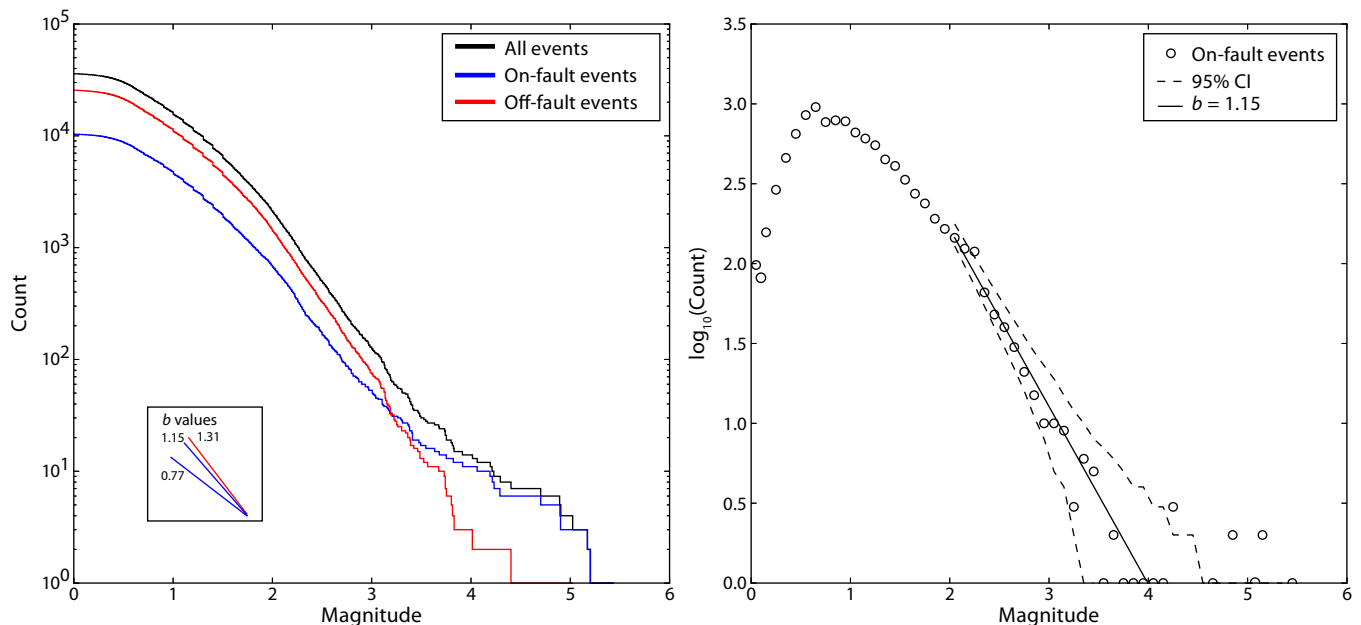 10^5
10^4
10^3
10^2
10^1
10^0
Count
0 1 2 3 4 5 6
Magnitude
All events
On-fault events
Off-fault events
b values
1.15 1.31
0.77
3.5
3.0
2.5
2.0
1.5
1.0
0.5
0.0
log₁₀(Count)
0 1 2 3 4 5 6
Magnitude
On-fault events
95% CI
b = 1.15